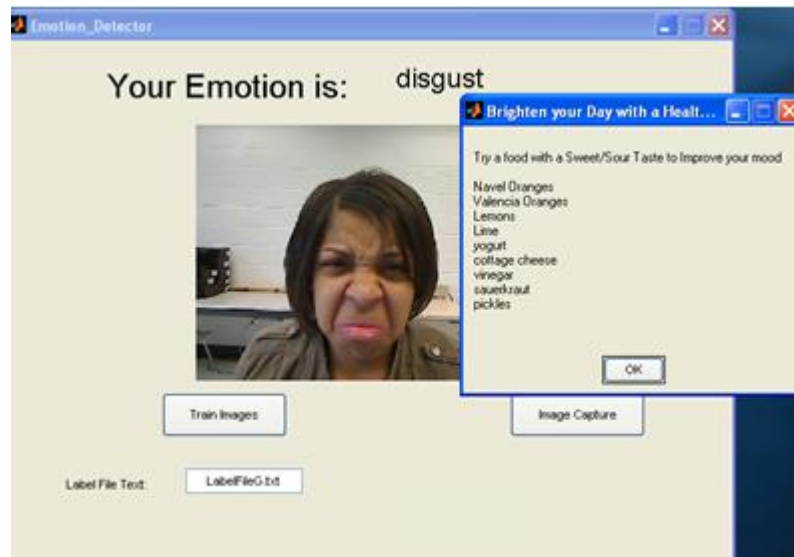 Emotion_Detector
Your Emotion is: disgust
Brighten your Day with a Healt...
Try a food with a Sweet/Sour Taste to Improve your mood
Navel Oranges
Valencia Oranges
Lemons
Lime
yogurt
cottage cheese
vinegar
sauerkraut
pickles
OK
Train Images
Image Capture
Label File Text:
LabelFileG.txt